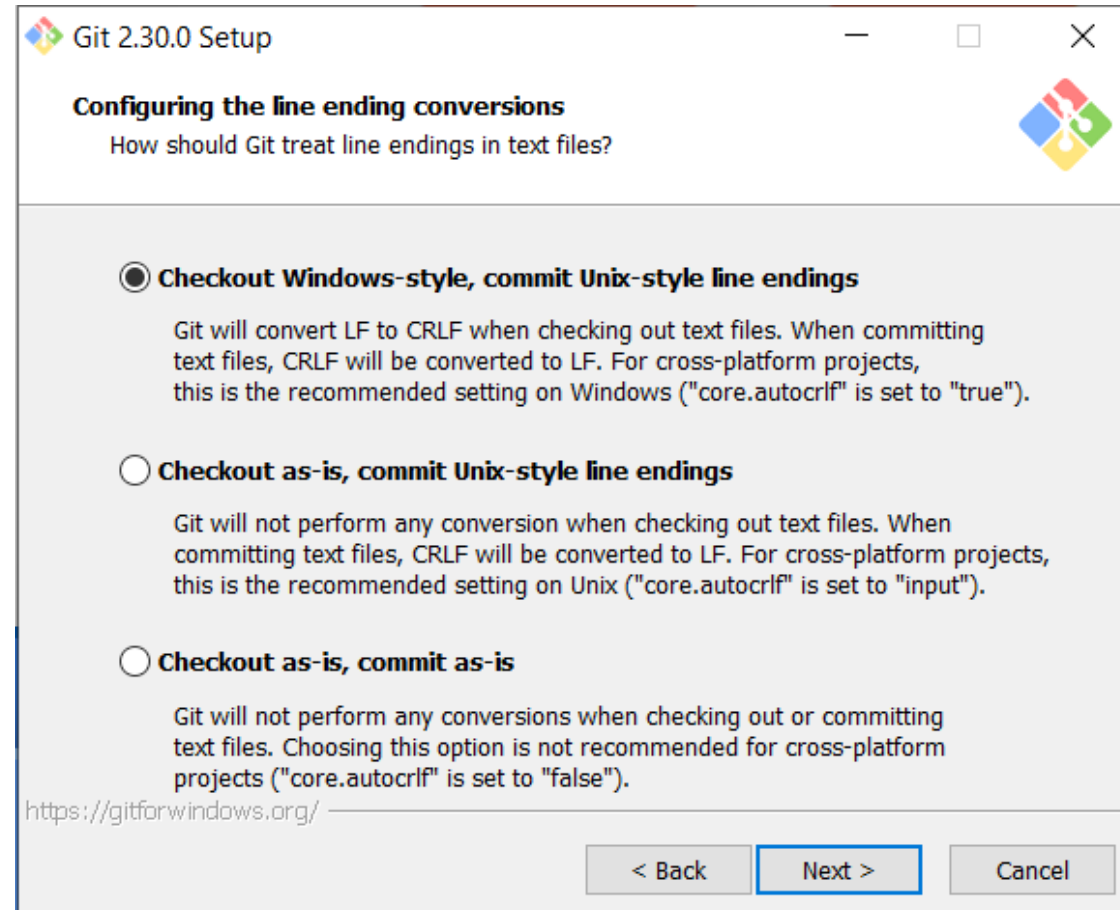 Git 2.30.0 Setup
Configuring the line ending conversions
How should Git treat line endings in text files?
Checkout Windows-style, commit Unix-style line endings
Git will convert LF to CRLF when checking out text files. When committing
text files, CRLF will be converted to LF. For cross-platform projects,
this is the recommended setting on Windows ("core.autocrlf" is set to "true").
Checkout as-is, commit Unix-style line endings
Git will not perform any conversion when checking out text files. When
committing text files, CRLF will be converted to LF. For cross-platform projects,
this is the recommended setting on Unix ("core.autocrlf" is set to "input").
Checkout as-is, commit as-is
Git will not perform any conversions when checking out or committing
text files. Choosing this option is not recommended for cross-platform
projects ("core.autocrlf" is set to "false").
https://gitforwindows.org/
< Back Next > Cancel